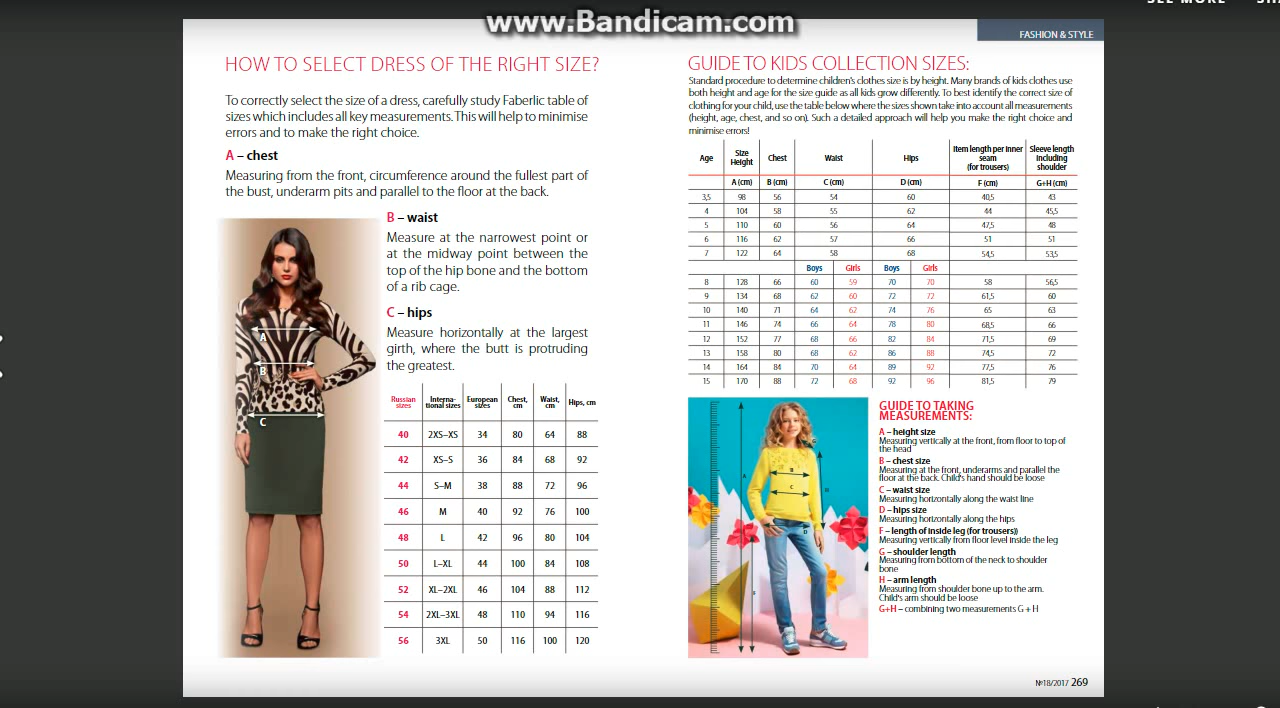 SEE MORE
www.Bandicam.com
FASHION & STYLE
HOW TO SELECT DRESS OF THE RIGHT SIZE?
To correctly select the size of a dress, carefully study Faberlic table of
sizes which includes all key measurements. This will help to minimise
errors and to make the right choice.
A – chest
Measuring from the front, circumference around the fullest part of
the bust, underarm pits and parallel to the floor at the back.
B – waist
Measure at the narrowest point or
at the midway point between the
top of the hip bone and the bottom
of a rib cage.
C – hips
Measure horizontally at the largest
girth, where the butt is protruding
the greatest.
A
B
C
Russian sizes Interna-tional sizes European sizes Chest, cm Waist, cm Hips, cm
40 2XS–XS 34 80 64 88
42 XS–S 36 84 68 92
44 S–M 38 88 72 96
46 M 40 92 76 100
48 L 42 96 80 104
50 L–XL 44 100 84 108
52 XL–2XL 46 104 88 112
54 2XL–3XL 48 110 94 116
56 3XL 50 116 100 120
GUIDE TO KIDS COLLECTION SIZES:
Standard procedure to determine children's clothes size is by height. Many brands of kids clothes use
both height and age for the size guide as all kids grow differently. To best identify the correct size of
clothing for your child, use the table below where the sizes shown take into account all measurements
(height, age, chest, and so on). Such a detailed approach will help you make the right choice and
minimise errors!
Age Size Height Chest Waist Hips Item length per inner seam (for trousers) Sleeve length including shoulder
A (cm) B (cm) C (cm) D (cm) F (cm) G+H (cm)
3,5 98 56 54 60 40,5 43
4 104 58 55 62 44 45,5
5 110 60 56 64 47,5 48
6 116 62 57 66 51 51
7 122 64 58 68 54,5 53,5
Boys Girls Boys Girls
8 128 66 60 59 70 70 58 56,5
9 134 68 62 60 72 72 61,5 60
10 140 71 64 62 74 76 65 63
11 146 74 66 64 78 80 68,5 66
12 152 77 68 66 82 84 71,5 69
13 158 80 68 62 86 88 74,5 72
14 164 84 70 64 89 92 77,5 76
15 170 88 72 68 92 96 81,5 79
G
A
B
C
H
D
F
GUIDE TO TAKING
MEASUREMENTS:
A – height size
Measuring vertically at the front, from floor to top of
the head
B – chest size
Measuring at the front, underarms and parallel the
floor at the back. Child's hand should be loose
C – waist size
Measuring horizontally along the waist line
D – hips size
Measuring horizontally along the hips
F – length of inside leg (for trousers))
Measuring vertically from floor level inside the leg
G – shoulder length
Measuring from bottom of the neck to shoulder
bone
H – arm length
Measuring from shoulder bone up to the arm.
Child's arm should be loose
G+H – combining two measurements G + H
№18/2017 269